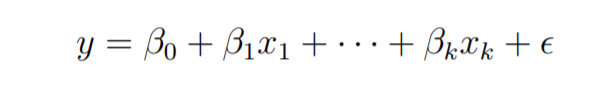 y = β₀ + β₁x₁ + ··· + βₖxₖ + ϵ